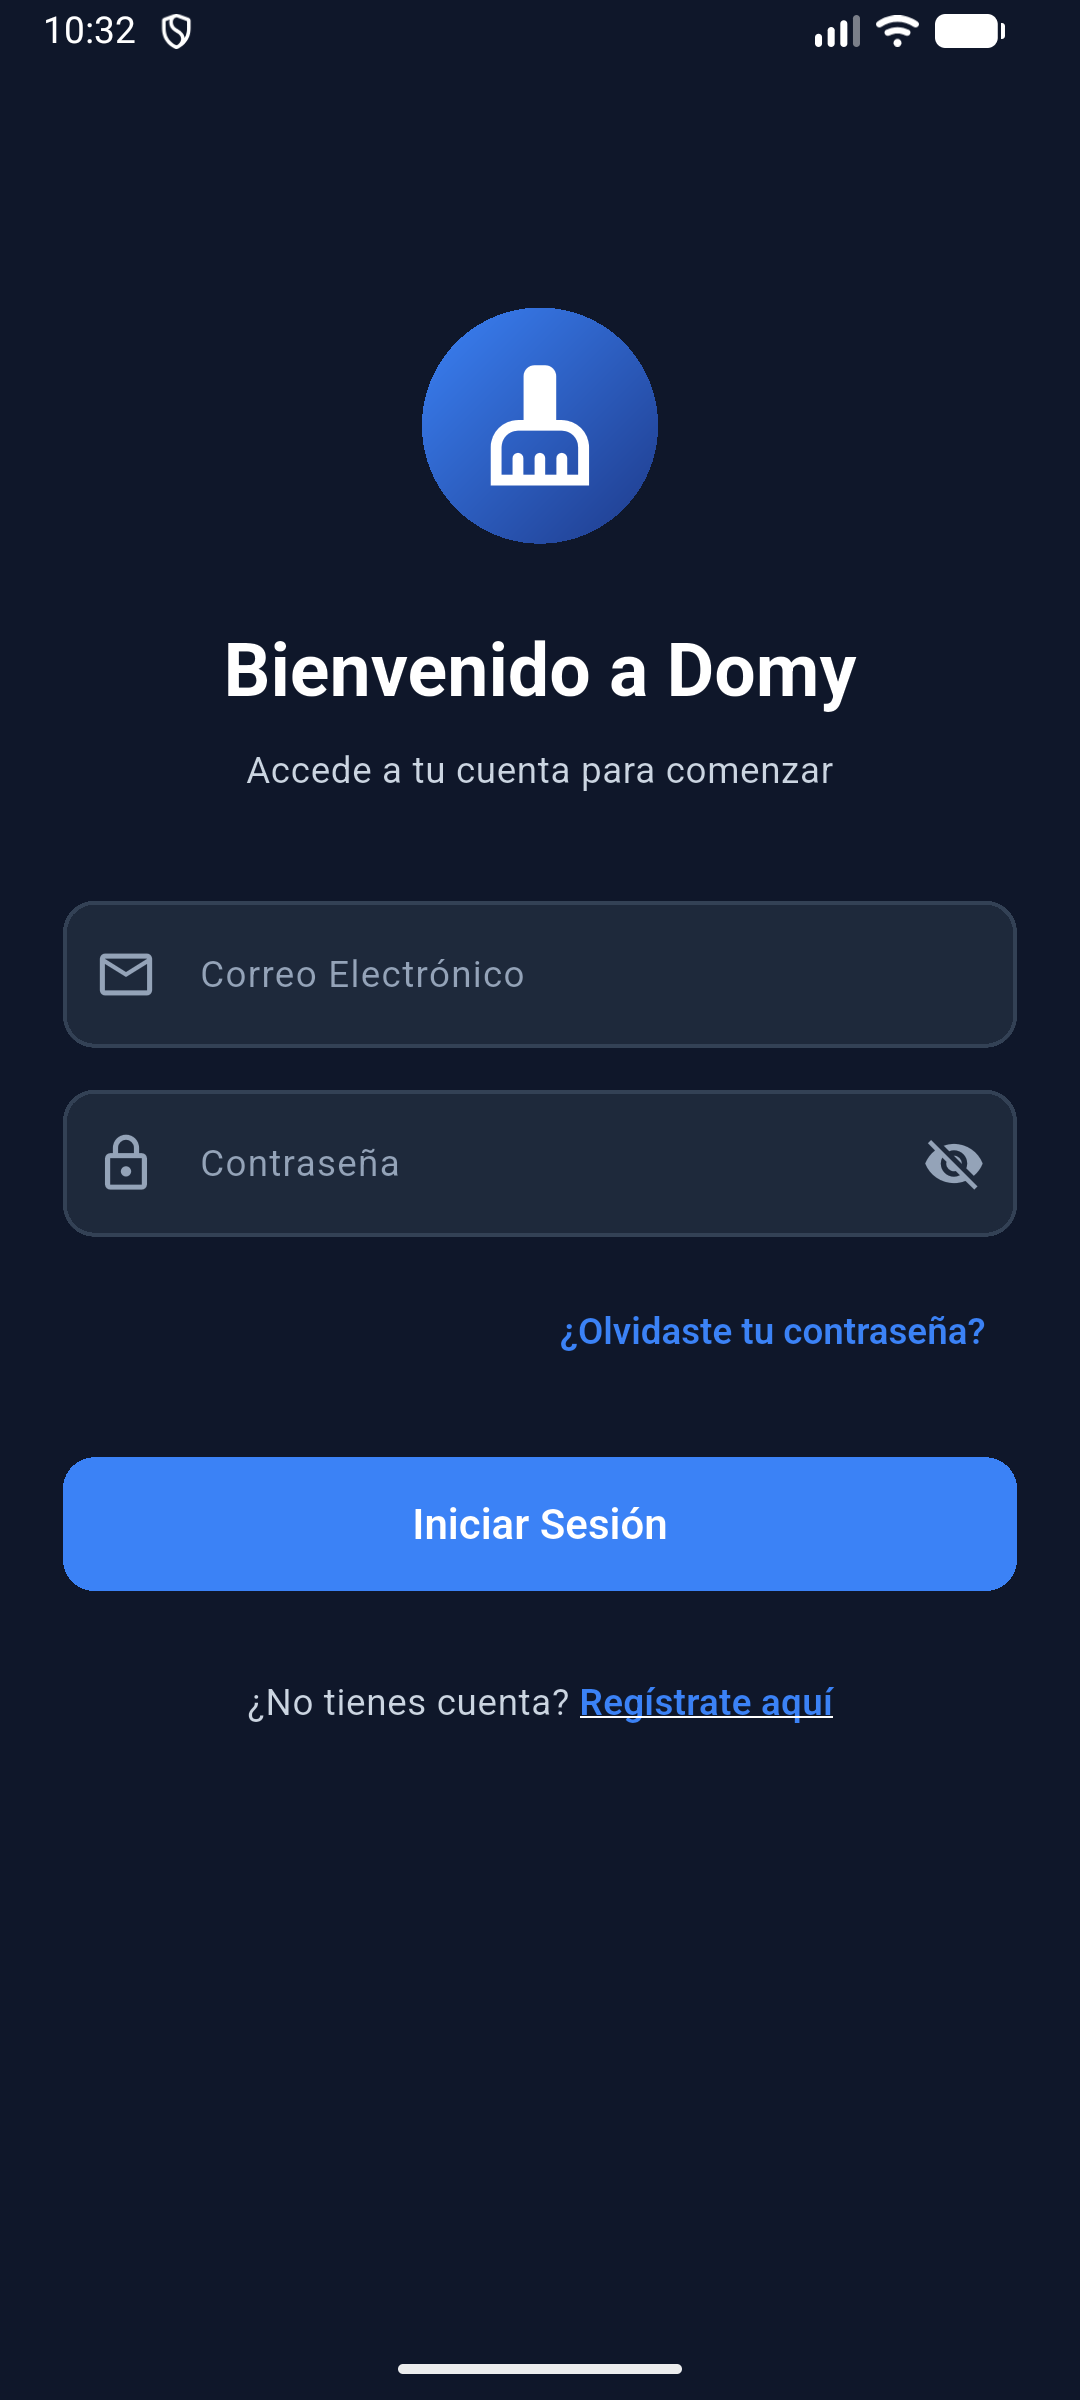 10:32
Bienvenido a Domy
Accede a tu cuenta para comenzar
Correo Electrónico
Contraseña
¿Olvidaste tu contraseña?
Iniciar Sesión
¿No tienes cuenta? Regístrate aquí